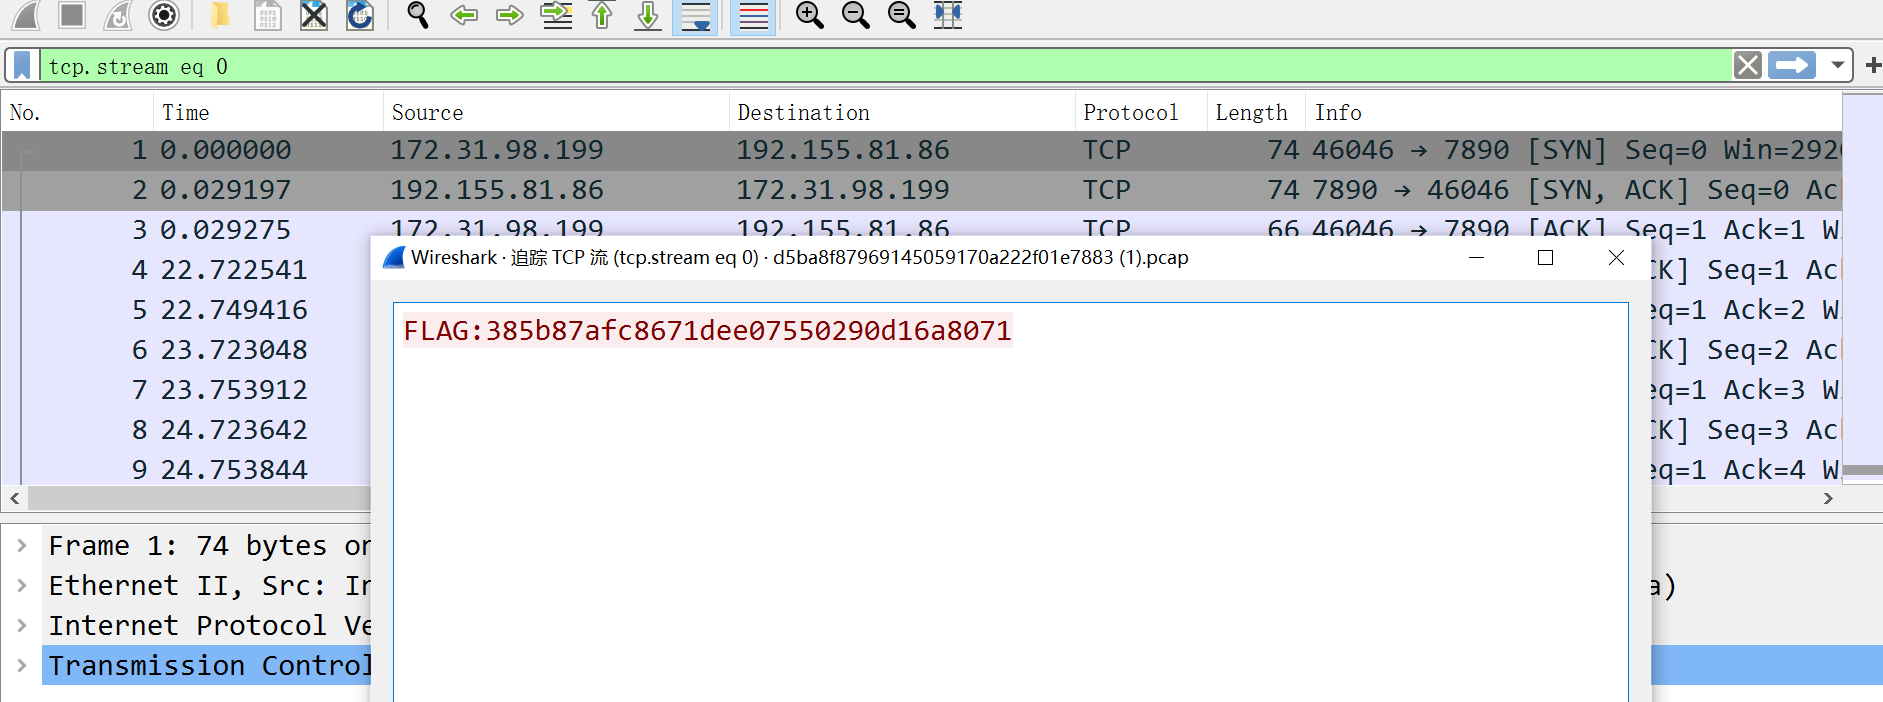 tcp.stream eq 0
No. Time Source Destination Protocol Length Info
1 0.000000 172.31.98.199 192.155.81.86 TCP 74 46046 → 7890 [SYN] Seq=0 Win=292
2 0.029197 192.155.81.86 172.31.98.199 TCP 74 7890 → 46046 [SYN, ACK] Seq=0 Ac
3 0.029275 172.31.98.199 192.155.81.86 TCP 66 46046 → 7890 [ACK] Seq=1 Ack=1 W
Wireshark · 追踪 TCP 流 (tcp.stream eq 0) · d5ba8f87969145059170a222f01e7883 (1).pcap
4 22.722541 CK] Seq=1 Ac
5 22.749416 eq=1 Ack=2 W
6 23.723048 CK] Seq=2 Ac
7 23.753912 eq=1 Ack=3 W
8 24.723642 CK] Seq=3 Ac
9 24.753844 eq=1 Ack=4 W
FLAG:385b87afc8671dee07550290d16a8071
Frame 1: 74 bytes on
Ethernet II, Src: In a)
Internet Protocol Ve
Transmission Control